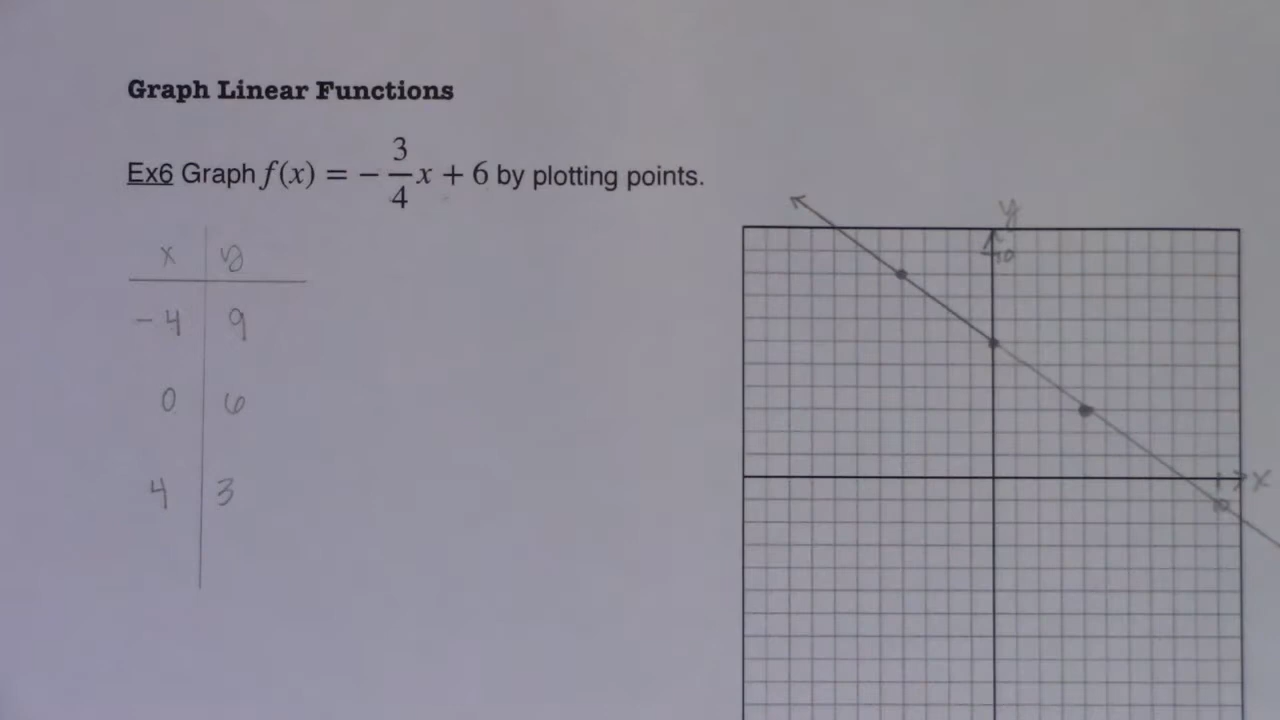 Graph Linear Functions
Ex6 Graph f(x) = -3/4x + 6 by plotting points.
x y
-4 9
0 6
4 3
y
10
x
10